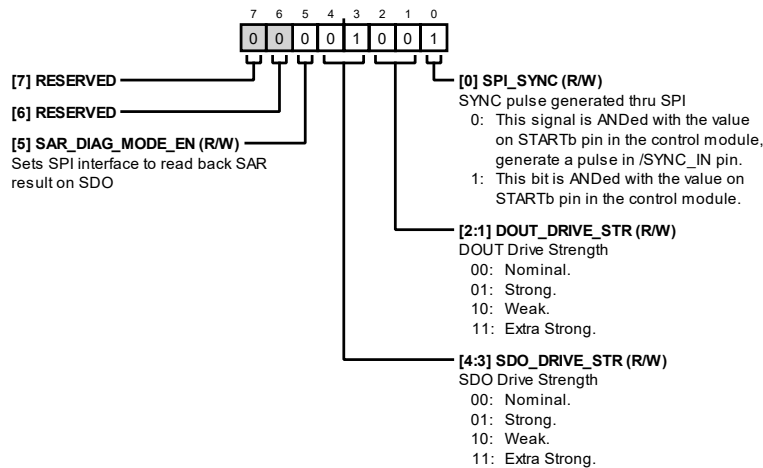 7 6 5 4 3 2 1 0
0 0 0 0 1 0 0 1
[7] RESERVED
[6] RESERVED
[5] SAR_DIAG_MODE_EN (R/W)
Sets SPI interface to read back SAR
result on SDO
[0] SPI_SYNC (R/W)
SYNC pulse generated thru SPI
0: This signal is ANDed with the value
on STARTb pin in the control module,
generate a pulse in /SYNC_IN pin.
1: This bit is ANDed with the value on
STARTb pin in the control module.
[2:1] DOUT_DRIVE_STR (R/W)
DOUT Drive Strength
00: Nominal.
01: Strong.
10: Weak.
11: Extra Strong.
[4:3] SDO_DRIVE_STR (R/W)
SDO Drive Strength
00: Nominal.
01: Strong.
10: Weak.
11: Extra Strong.